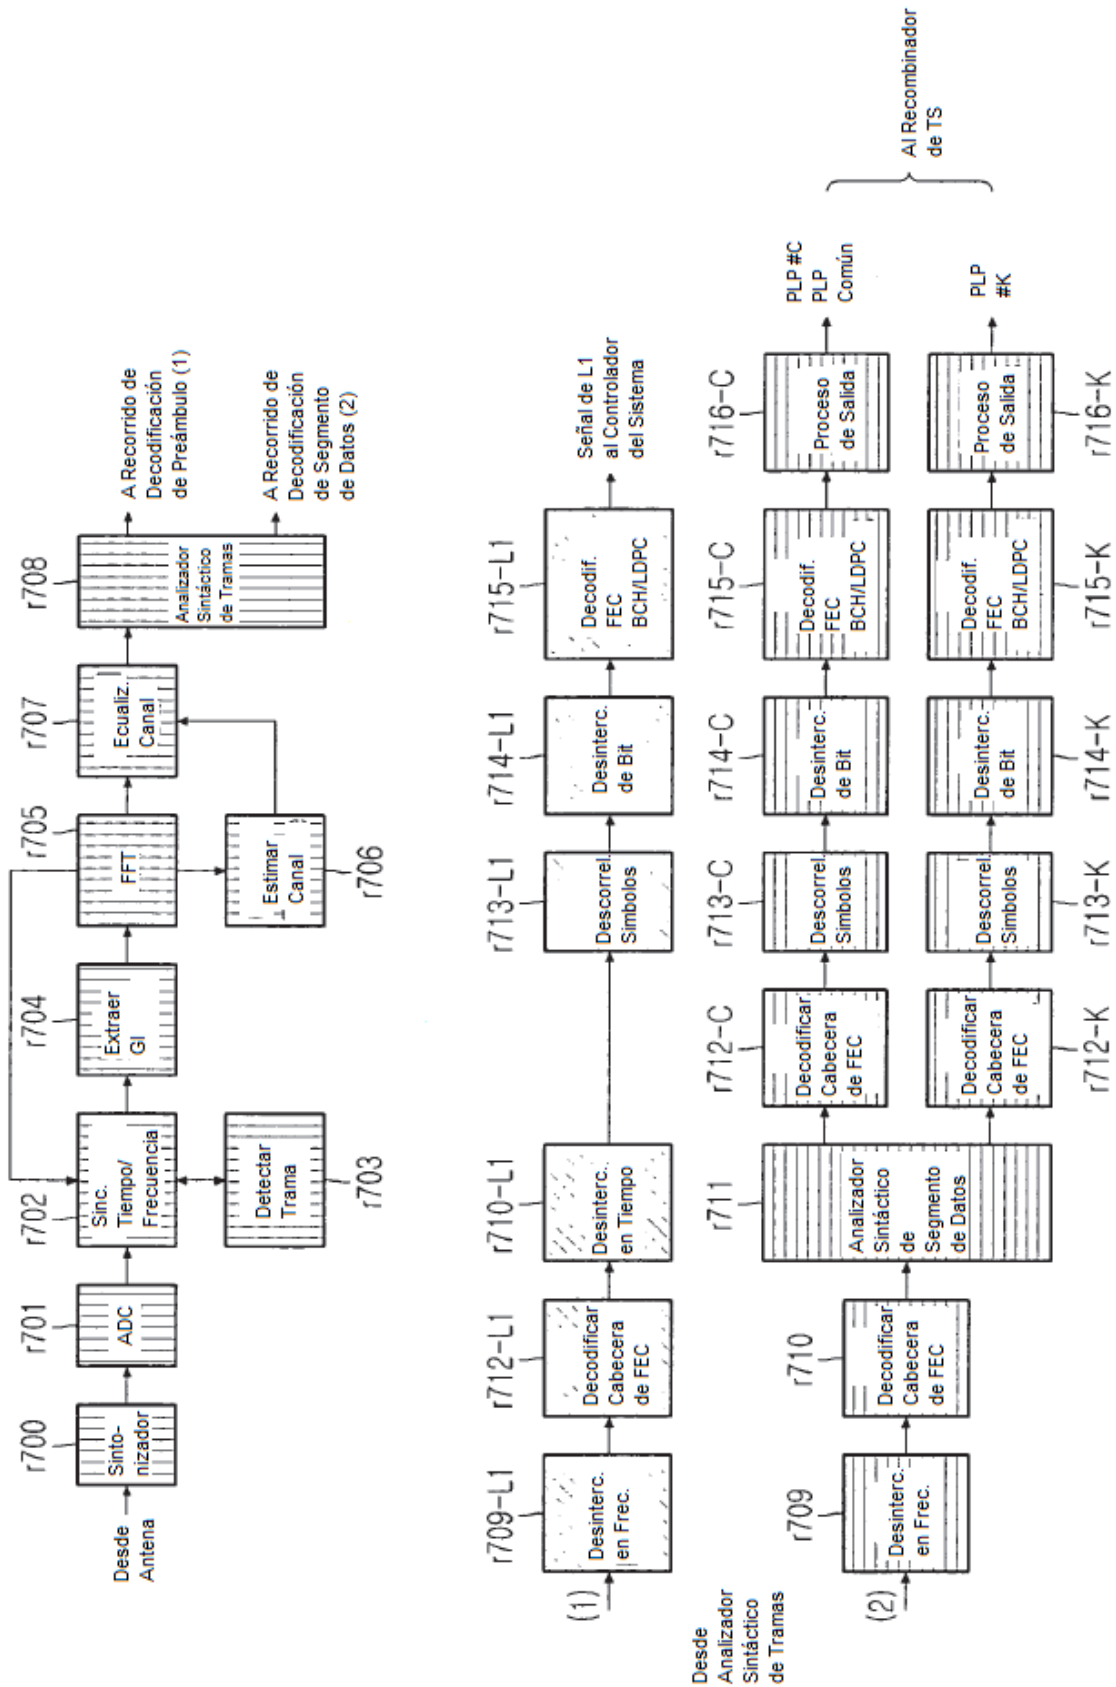 Desde
Antena
r700
Sinto-
nizador
r701
ADC
r702
Sinc.
Tiempo/
Frecuencia
r703
Detectar
Trama
r704
Extraer
GI
r705
FFT
r706
Estimar
Canal
r707
Ecualiz.
Canal
r708
Analizador
Sintáctico
de Tramas
A Recorrido de
Decodificación
de Preámbulo (1)
A Recorrido de
Decodificación
de Segmento
de Datos (2)
(1)
r709-L1
Desinterc.
en Frec.
r712-L1
Decodificar
Cabecera
de FEC
r710-L1
Desinterc.
en Tiempo
r713-L1
Descorrel.
Simbolos
r714-L1
Desinterc.
de Bit
r715-L1
Decodif.
FEC
BCH/LDPC
Señal de L1
al Controlador
del Sistema
Desde
Analizador
Sintáctico
de Tramas
(2)
r709
Desinterc.
en Frec.
r710
Decodificar
Cabecera
de FEC
r711
Analizador
Sintáctico
de
Segmento
de Datos
r712-C
Decodificar
Cabecera
de FEC
r713-C
Descorrel.
Simbolos
r714-C
Desinterc.
de Bit
r715-C
Decodif.
FEC
BCH/LDPC
r716-C
Proceso
de Salida
PLP #C
PLP
Común
r712-K
Decodificar
Cabecera
de FEC
r713-K
Descorrel.
Simbolos
r714-K
Desinterc.
de Bit
r715-K
Decodif.
FEC
BCH/LDPC
r716-K
Proceso
de Salida
PLP
#K
Al Recombinador
de TS